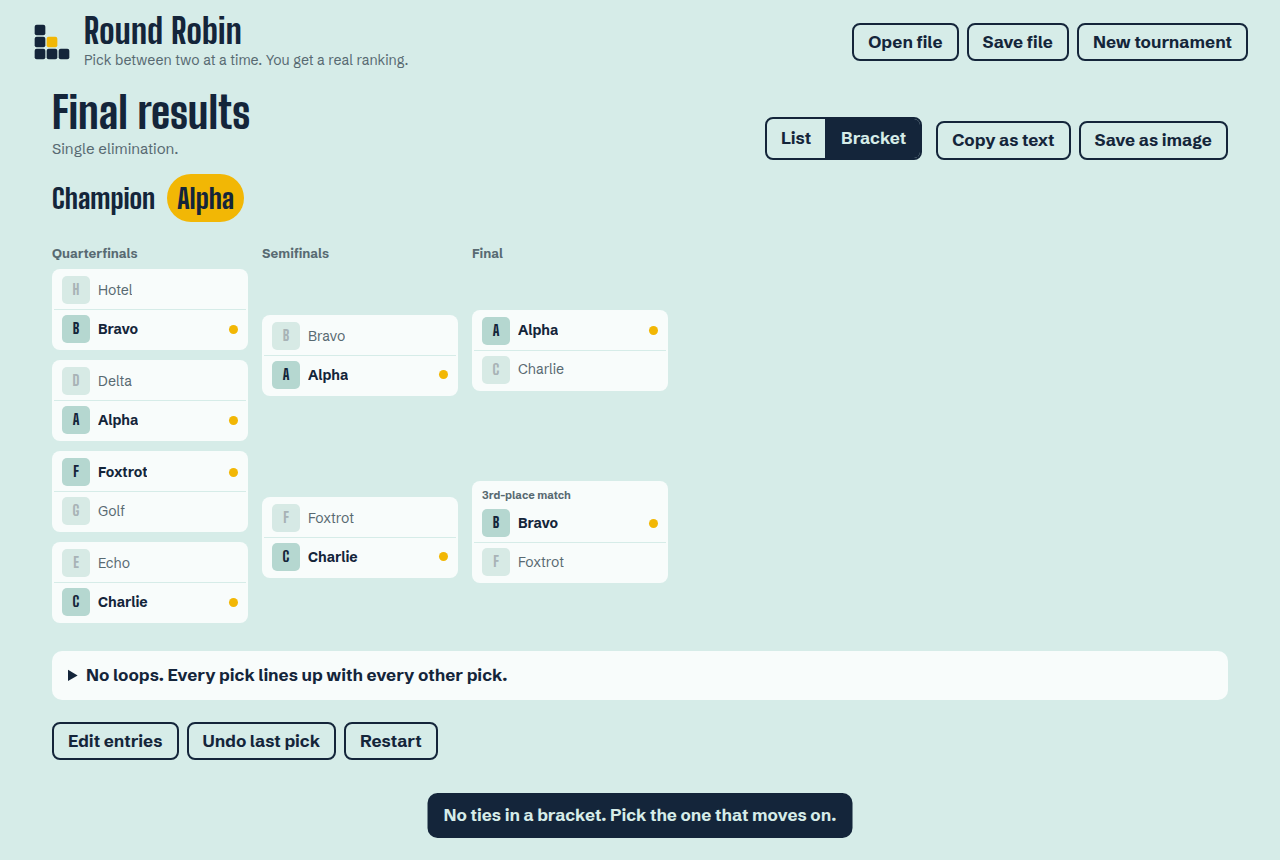 Round Robin
Pick between two at a time. You get a real ranking.
Open file
Save file
New tournament
Final results
Single elimination.
List
Bracket
Copy as text
Save as image
Champion Alpha
Quarterfinals
H Hotel
B Bravo
D Delta
A Alpha
F Foxtrot
G Golf
E Echo
C Charlie
Semifinals
B Bravo
A Alpha
F Foxtrot
C Charlie
Final
A Alpha
C Charlie
3rd-place match
B Bravo
F Foxtrot
No loops. Every pick lines up with every other pick.
Edit entries
Undo last pick
Restart
No ties in a bracket. Pick the one that moves on.